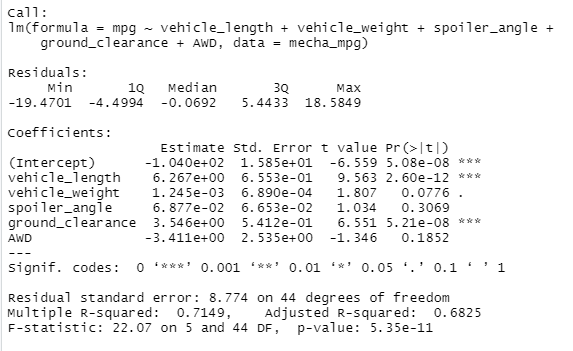 Call:
lm(formula = mpg ~ vehicle_length + vehicle_weight + spoiler_angle +
    ground_clearance + AWD, data = mecha_mpg)

Residuals:
     Min       1Q   Median       3Q      Max
-19.4701  -4.4994  -0.0692   5.4433  18.5849

Coefficients:
                   Estimate Std. Error t value Pr(>|t|)
(Intercept)      -1.040e+02  1.585e+01  -6.559 5.08e-08 ***
vehicle_length    6.267e+00  6.553e-01   9.563 2.60e-12 ***
vehicle_weight    1.245e-03  6.890e-04   1.807   0.0776 .
spoiler_angle     6.877e-02  6.653e-02   1.034   0.3069
ground_clearance  3.546e+00  5.412e-01   6.551 5.21e-08 ***
AWD              -3.411e+00  2.535e+00  -1.346   0.1852
---
Signif. codes:  0 ‘***’ 0.001 ‘**’ 0.01 ‘*’ 0.05 ‘.’ 0.1 ‘ ’ 1

Residual standard error: 8.774 on 44 degrees of freedom
Multiple R-squared:  0.7149,    Adjusted R-squared:  0.6825
F-statistic: 22.07 on 5 and 44 DF,  p-value: 5.35e-11